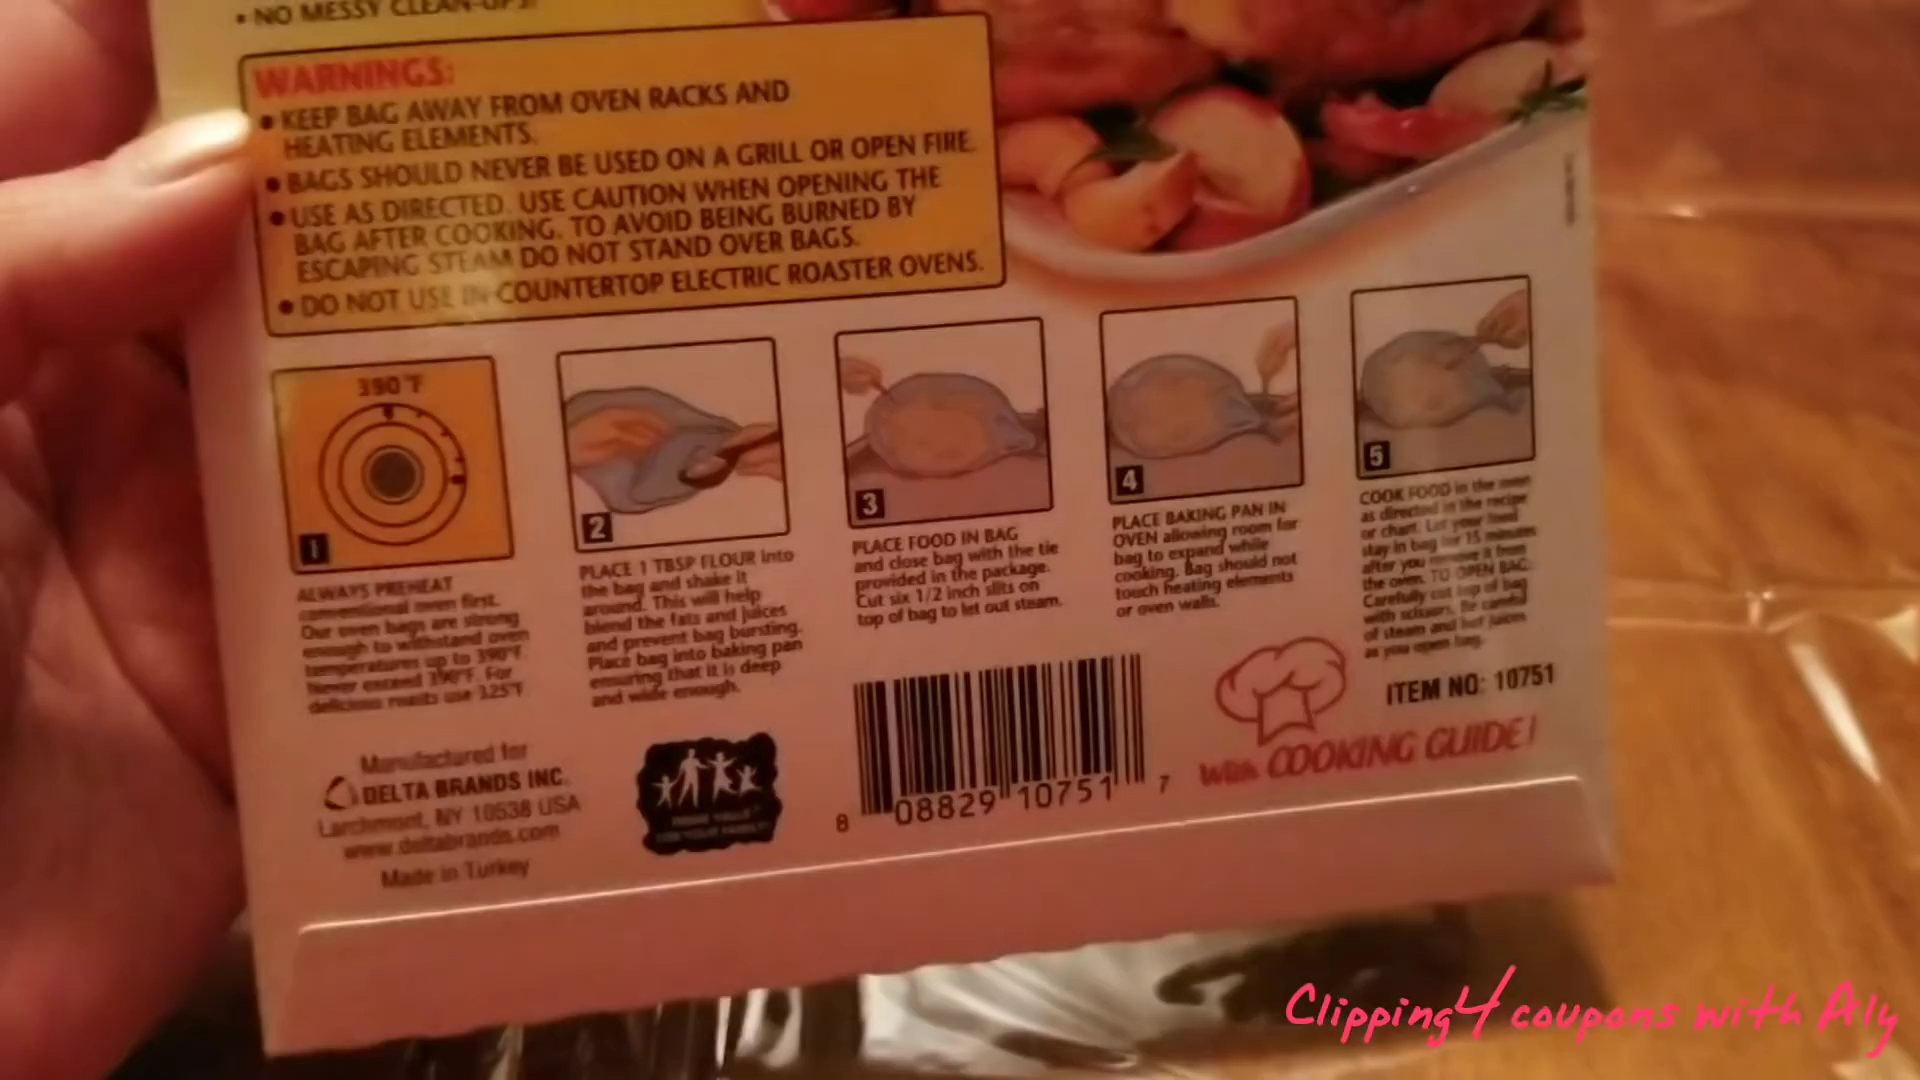 • NO MESSY CLEAN-UPS!
WARNINGS:
• KEEP BAG AWAY FROM OVEN RACKS AND
HEATING ELEMENTS.
• BAGS SHOULD NEVER BE USED ON A GRILL OR OPEN FIRE.
• USE AS DIRECTED. USE CAUTION WHEN OPENING THE
BAG AFTER COOKING. TO AVOID BEING BURNED BY
ESCAPING STEAM DO NOT STAND OVER BAGS.
• DO NOT USE IN COUNTERTOP ELECTRIC ROASTER OVENS.
390°F
1
ALWAYS PREHEAT
conventional oven first.
Our oven bags are strong
enough to withstand oven
temperatures up to 390°F.
Never exceed 390°F. For
delicious roasts use 325°F
2
PLACE 1 TBSP FLOUR into
the bag and shake it
around. This will help
blend the fats and juices
and prevent bag bursting.
Place bag into baking pan
ensuring that it is deep
and wide enough.
3
PLACE FOOD IN BAG
and close bag with the tie
provided in the package.
Cut six 1/2 inch slits on
top of bag to let out steam.
4
PLACE BAKING PAN IN
OVEN allowing room for
bag to expand while
cooking. Bag should not
touch heating elements
or oven walls.
5
COOK FOOD in the oven
as directed in the recipe
or chart. Let your food
stay in bag for 15 minutes
after you remove it from
the oven. TO OPEN BAG:
Carefully cut top of bag
with scissors. Be careful
of steam and hot juices
as you open bag.
Manufactured for
DELTA BRANDS INC.
Larchmont, NY 10538 USA
www.deltabrands.com
Made in Turkey
8 08829 10751 7
ITEM NO: 10751
With COOKING GUIDE!
Clipping4 coupons with Aly